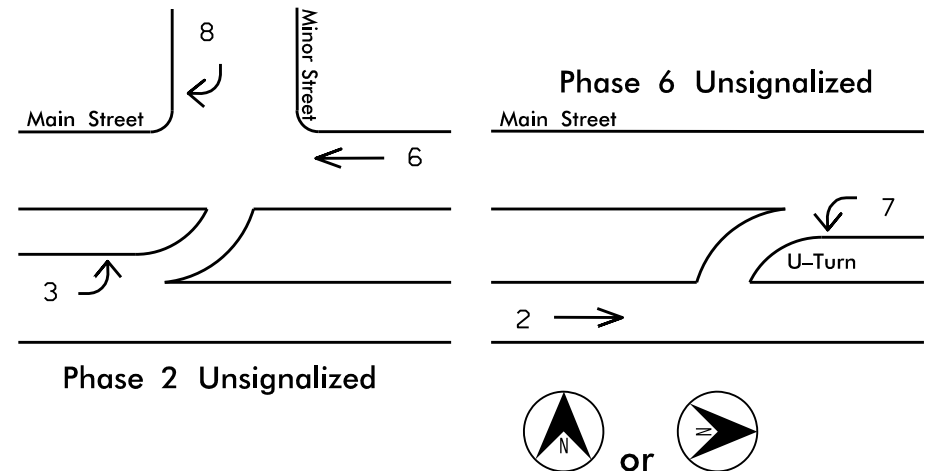 8
Minor Street
Main Street
6
3
Phase 2 Unsignalized
Phase 6 Unsignalized
Main Street
7
U-Turn
2
N
or
N